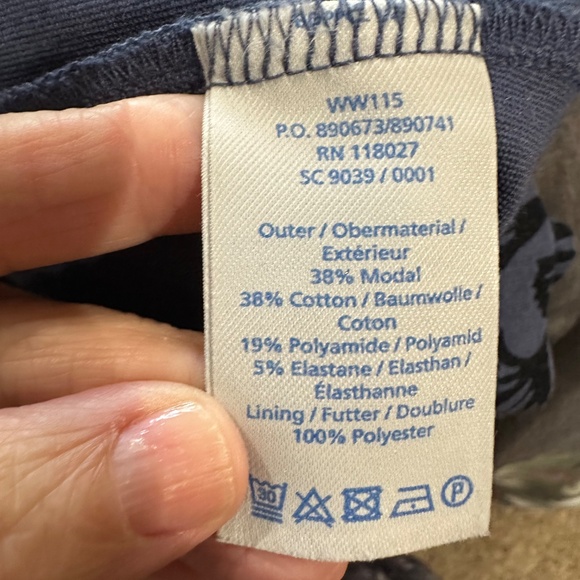 WW115
P.O. 890673/890741
RN 118027
SC 9039 / 0001
Outer / Obermaterial /
Extérieur
38% Modal
38% Cotton / Baumwolle /
Coton
19% Polyamide / Polyamid
5% Elastane / Elasthan /
Élasthanne
Lining / Futter / Doublure
100% Polyester
30
P